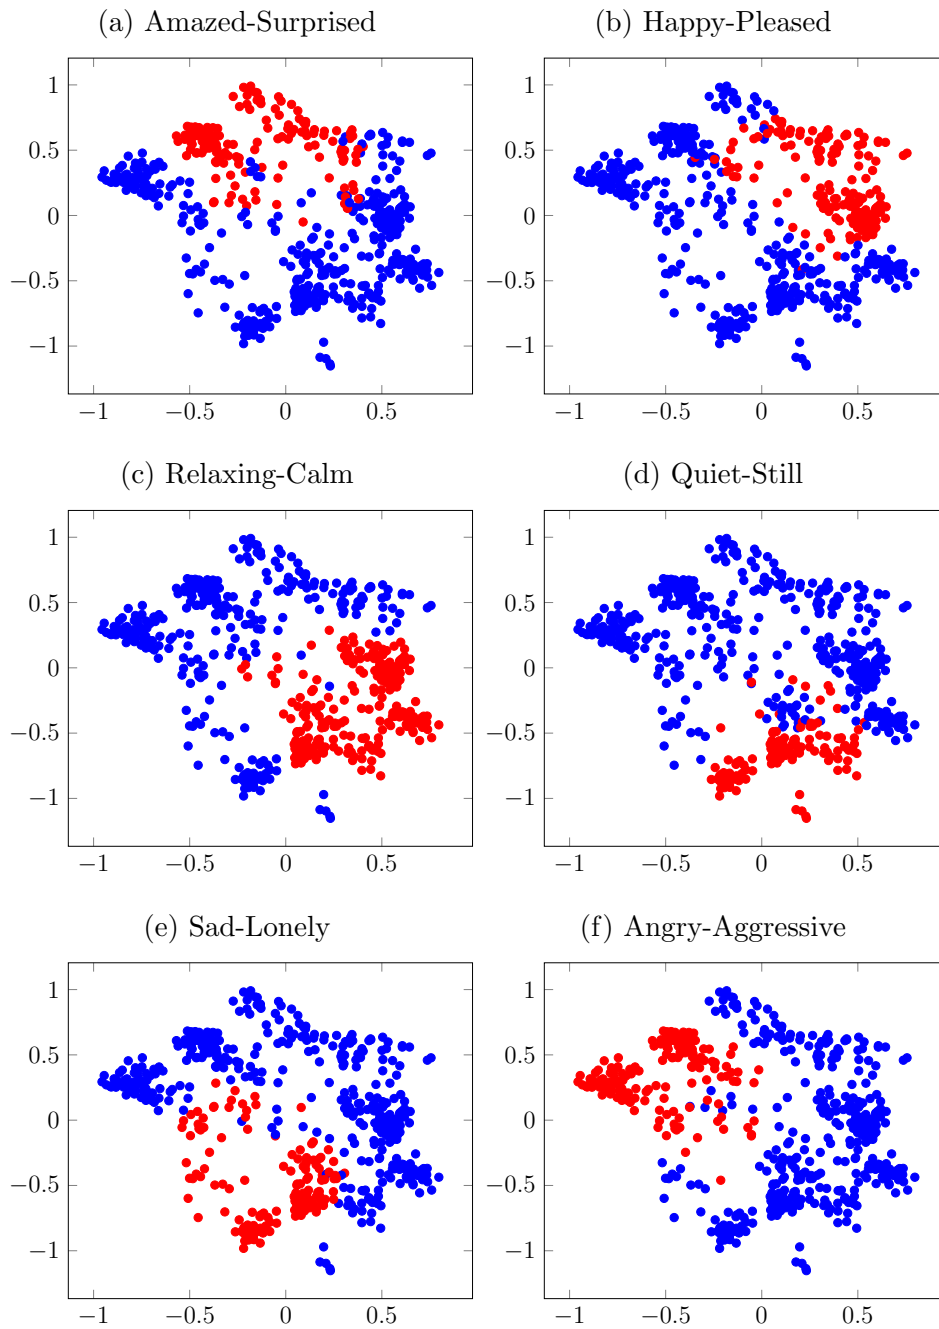 (a) Amazed-Surprised
(b) Happy-Pleased
1
0.5
0
−0.5
−1
−1 −0.5 0 0.5
1
0.5
0
−0.5
−1
−1 −0.5 0 0.5
(c) Relaxing-Calm
(d) Quiet-Still
1
0.5
0
−0.5
−1
−1 −0.5 0 0.5
1
0.5
0
−0.5
−1
−1 −0.5 0 0.5
(e) Sad-Lonely
(f) Angry-Aggressive
1
0.5
0
−0.5
−1
−1 −0.5 0 0.5
1
0.5
0
−0.5
−1
−1 −0.5 0 0.5